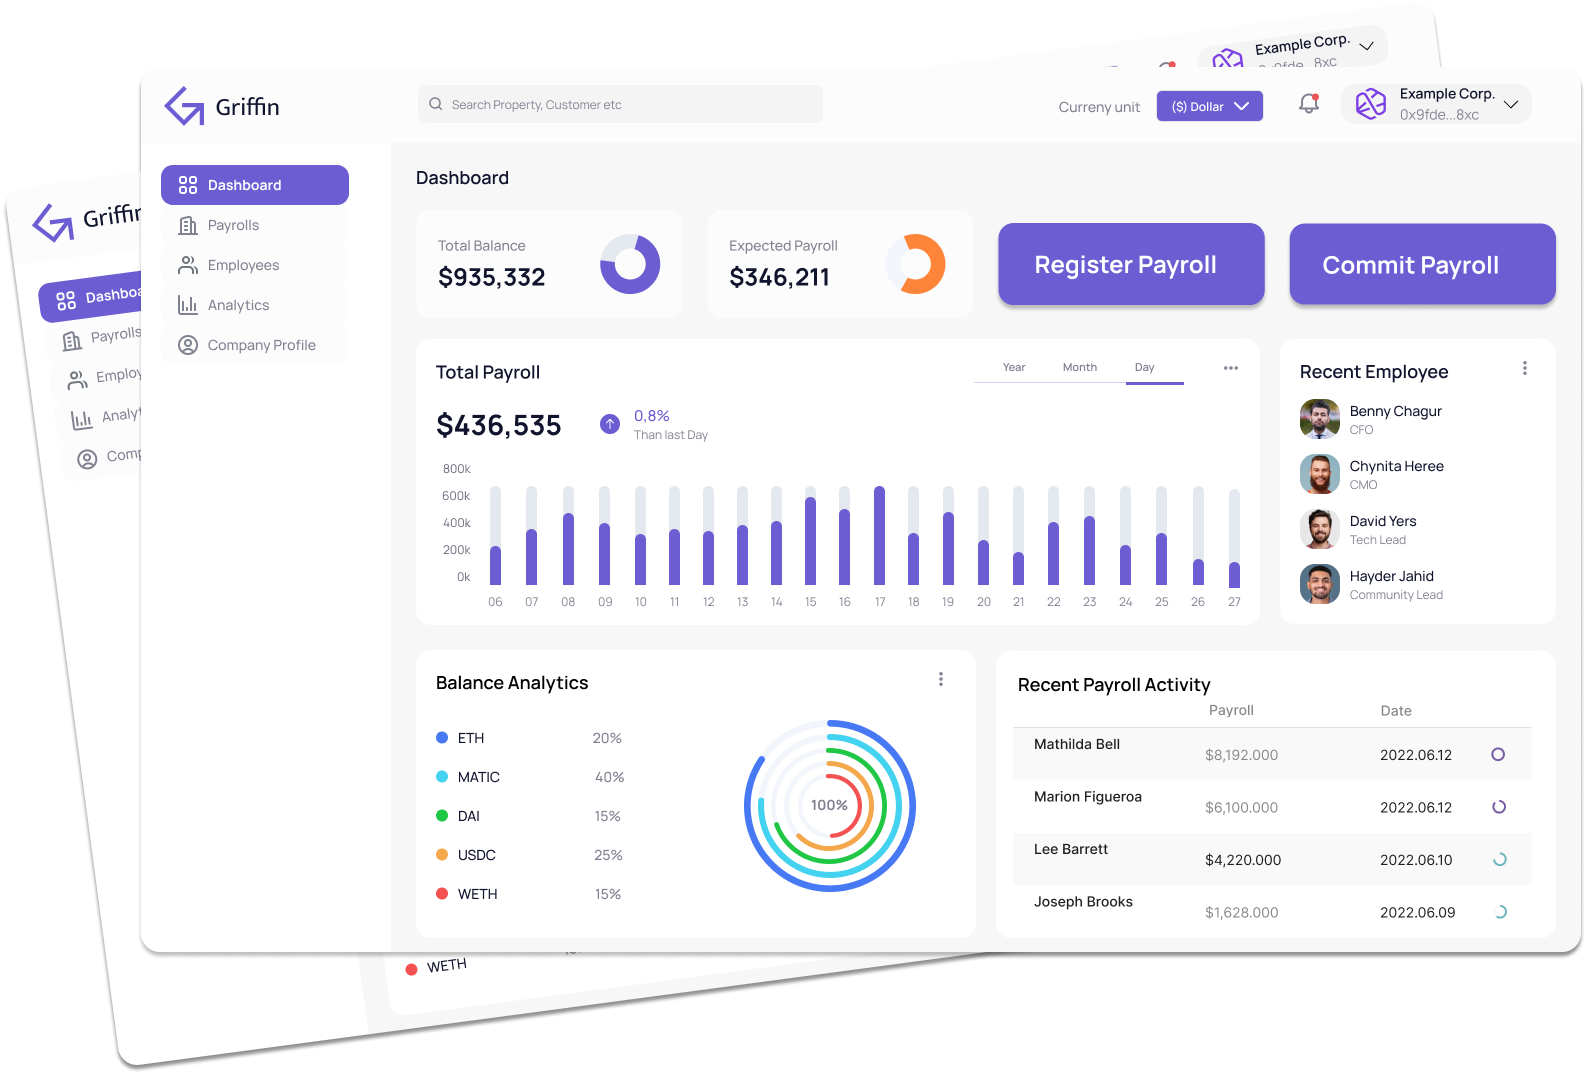 Example Corp.
Griffin
Search Property, Customer etc
Curreny unit
($) Dollar
Example Corp.
0x9fde...8xc
Dashboard
Payrolls
Employees
Analytics
Company Profile
Griffin
Payrolls
Dashboard
Total Balance
$935,332
Expected Payroll
$346,211
Register Payroll
Commit Payroll
Total Payroll
Year Month Day
$436,535
0,8%
Than last Day
800k
600k
400k
200k
0k
06 07 08 09 10 11 12 13 14 15 16 17 18 19 20 21 22 23 24 25 26 27
Recent Employee
Benny Chagur
CFO
Chynita Heree
CMO
David Yers
Tech Lead
Hayder Jahid
Community Lead
Balance Analytics
ETH 20%
MATIC 40%
DAI 15%
USDC 25%
WETH 15%
100%
Recent Payroll Activity
Payroll Date
Mathilda Bell $8,192.000 2022.06.12
Marion Figueroa $6,100.000 2022.06.12
Lee Barrett $4,220.000 2022.06.10
Joseph Brooks $1,628.000 2022.06.09
WETH